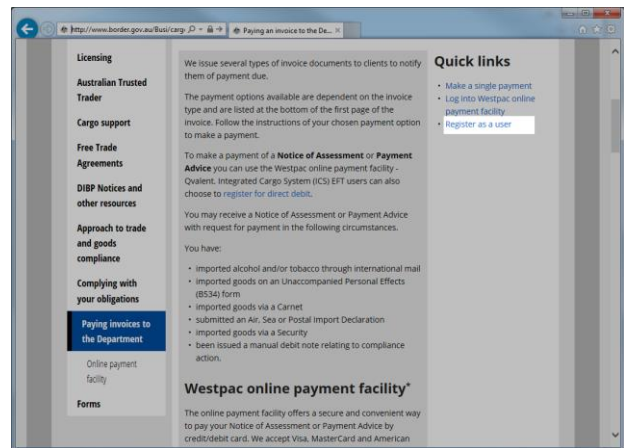 http://www.border.gov.au/Busi/carg
Paying an invoice to the De...
Licensing
Australian Trusted
Trader
Cargo support
Free Trade
Agreements
DIBP Notices and
other resources
Approach to trade
and goods
compliance
Complying with
your obligations
Paying invoices to
the Department
Online payment
facility
Forms
We issue several types of invoice documents to clients to notify
them of payment due.
The payment options available are dependent on the invoice
type and are listed at the bottom of the first page of the
invoice. Follow the instructions of your chosen payment option
to make a payment.
To make a payment of a Notice of Assessment or Payment
Advice you can use the Westpac online payment facility -
Qvalent. Integrated Cargo System (ICS) EFT users can also
choose to register for direct debit.
You may receive a Notice of Assessment or Payment Advice
with request for payment in the following circumstances.
You have:
• imported alcohol and/or tobacco through international mail
• imported goods on an Unaccompanied Personal Effects
(B534) form
• imported goods via a Carnet
• submitted an Air, Sea or Postal Import Declaration
• imported goods via a Security
• been issued a manual debit note relating to compliance
action.
Westpac online payment facility*
The online payment facility offers a secure and convenient way
to pay your Notice of Assessment or Payment Advice by
credit/debit card. We accept Visa, MasterCard and American
Quick links
• Make a single payment
• Log into Westpac online
payment facility
• Register as a user